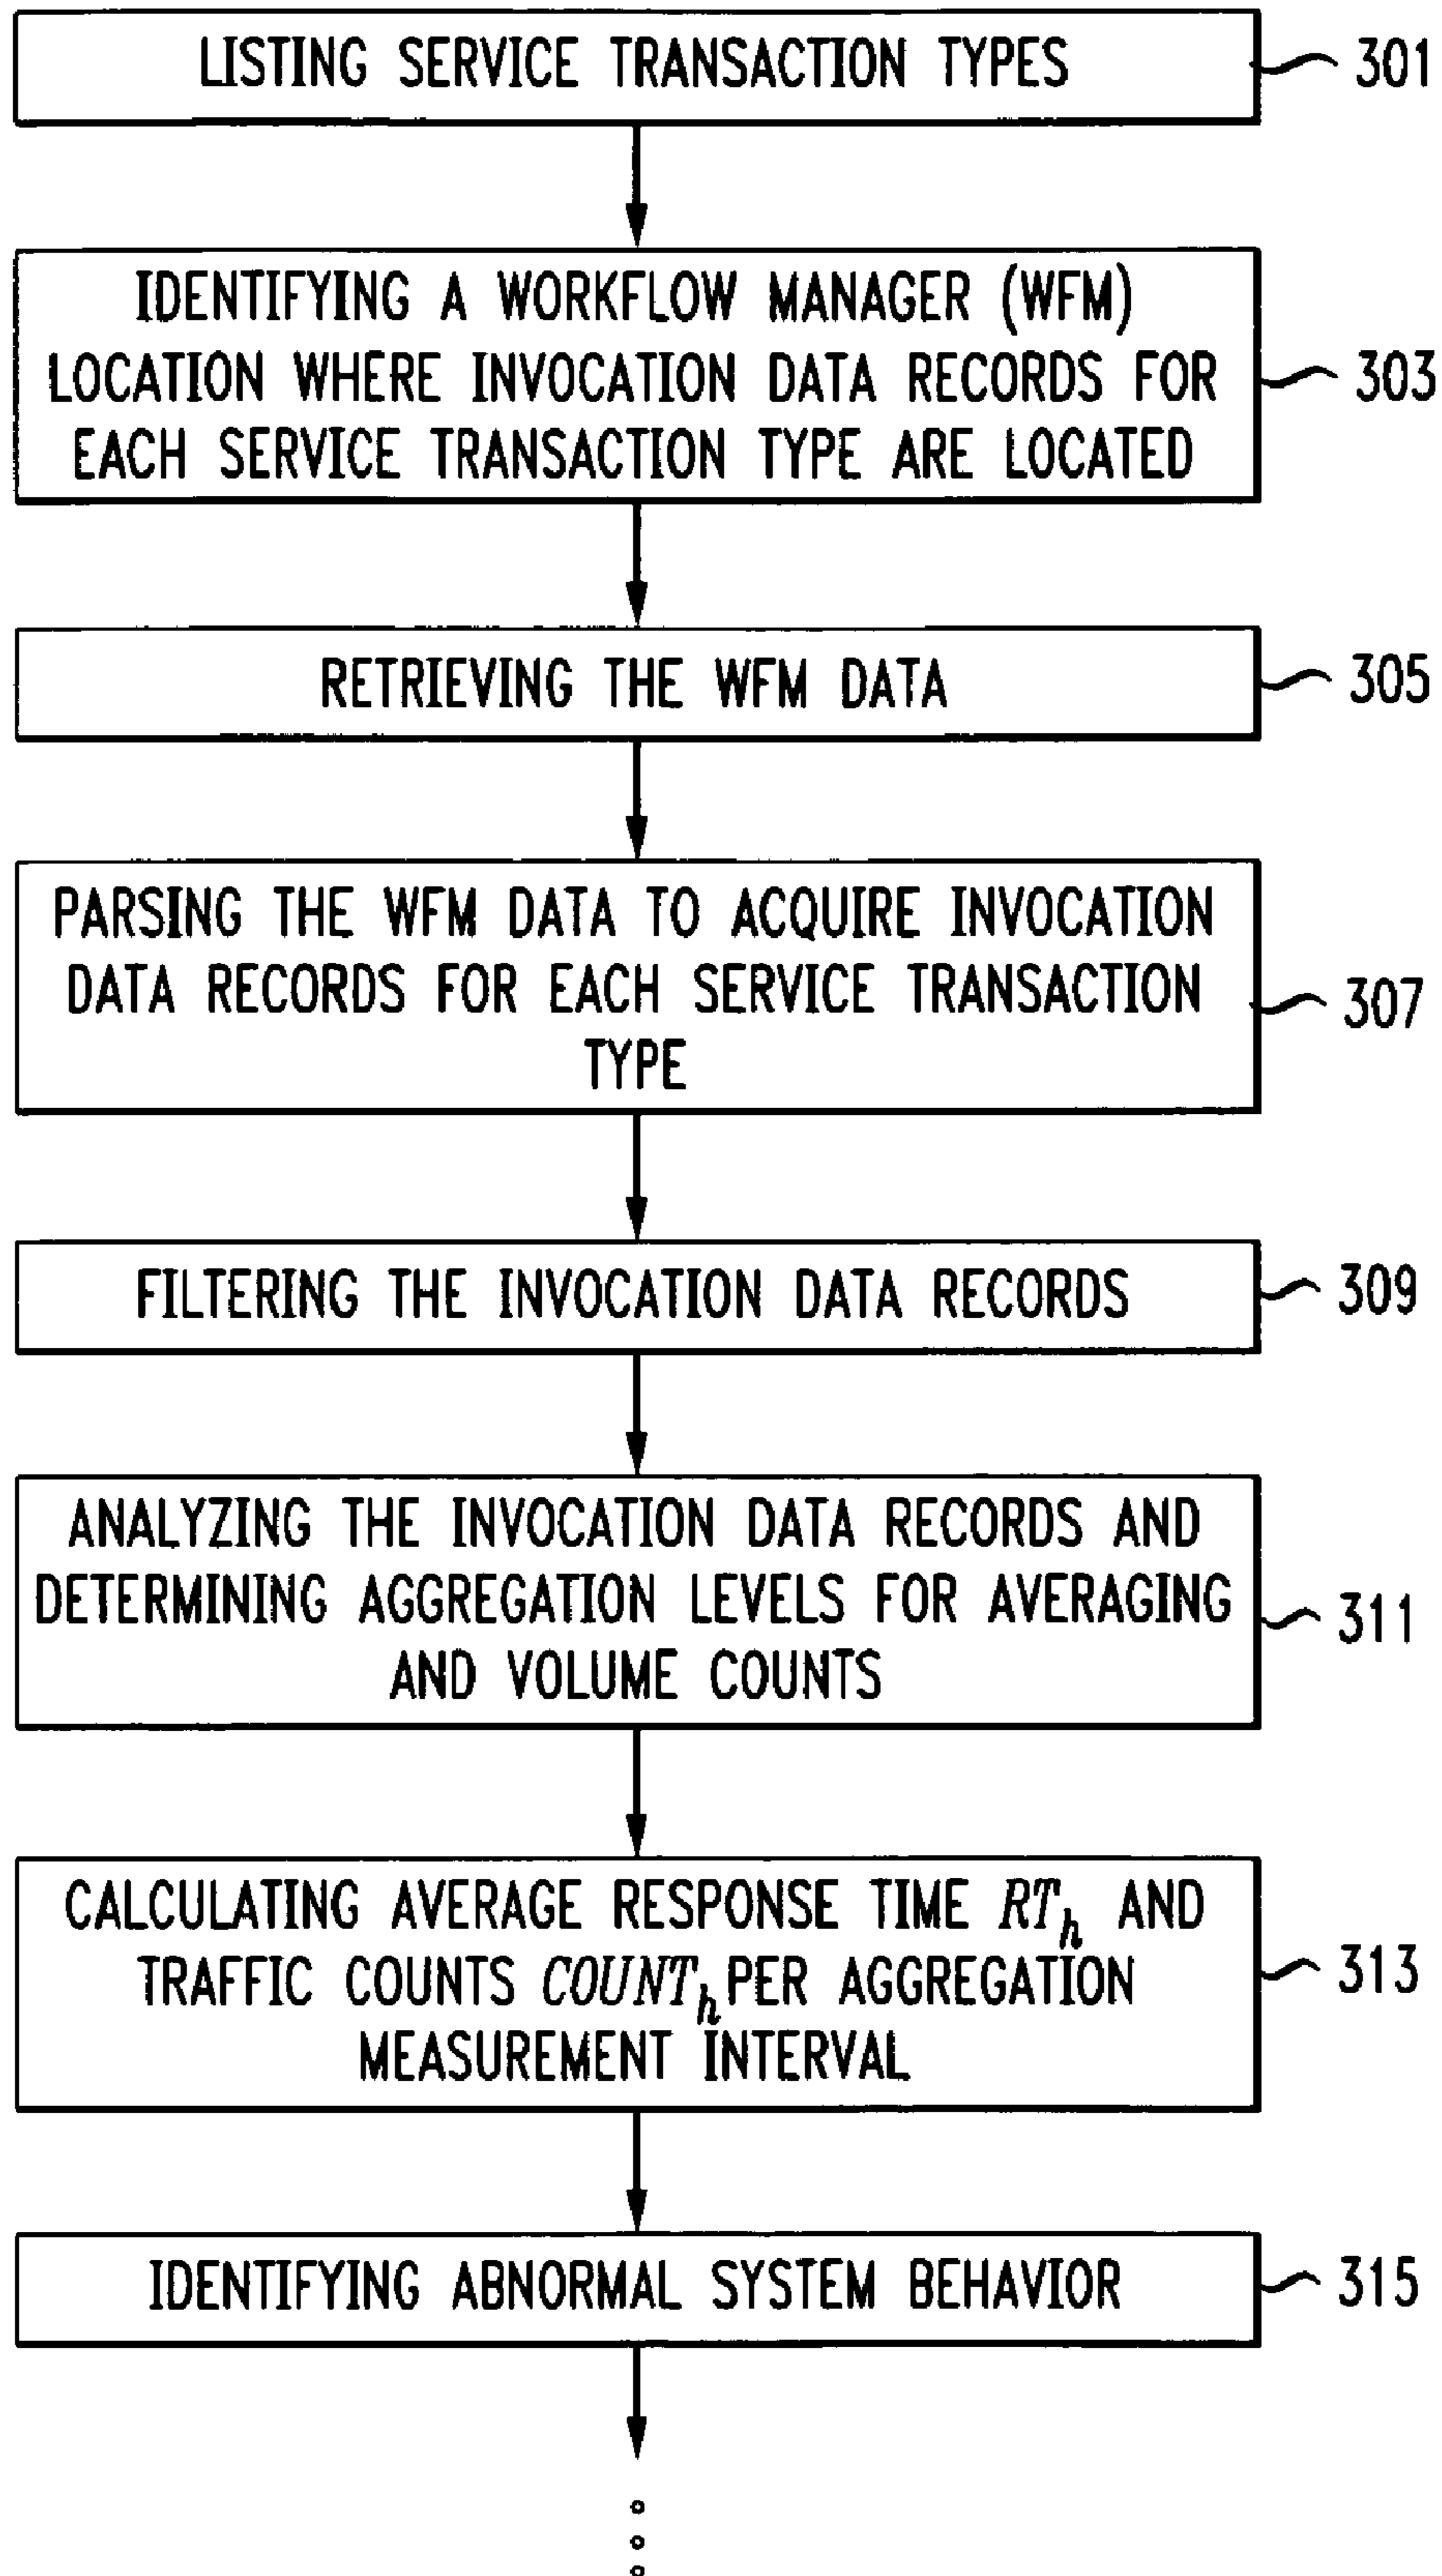 LISTING SERVICE TRANSACTION TYPES
301
IDENTIFYING A WORKFLOW MANAGER (WFM)
LOCATION WHERE INVOCATION DATA RECORDS FOR
EACH SERVICE TRANSACTION TYPE ARE LOCATED
303
RETRIEVING THE WFM DATA
305
PARSING THE WFM DATA TO ACQUIRE INVOCATION
DATA RECORDS FOR EACH SERVICE TRANSACTION
TYPE
307
FILTERING THE INVOCATION DATA RECORDS
309
ANALYZING THE INVOCATION DATA RECORDS AND
DETERMINING AGGREGATION LEVELS FOR AVERAGING
AND VOLUME COUNTS
311
CALCULATING AVERAGE RESPONSE TIME RT_h AND
TRAFFIC COUNTS COUNT_h PER AGGREGATION
MEASUREMENT INTERVAL
313
IDENTIFYING ABNORMAL SYSTEM BEHAVIOR
315